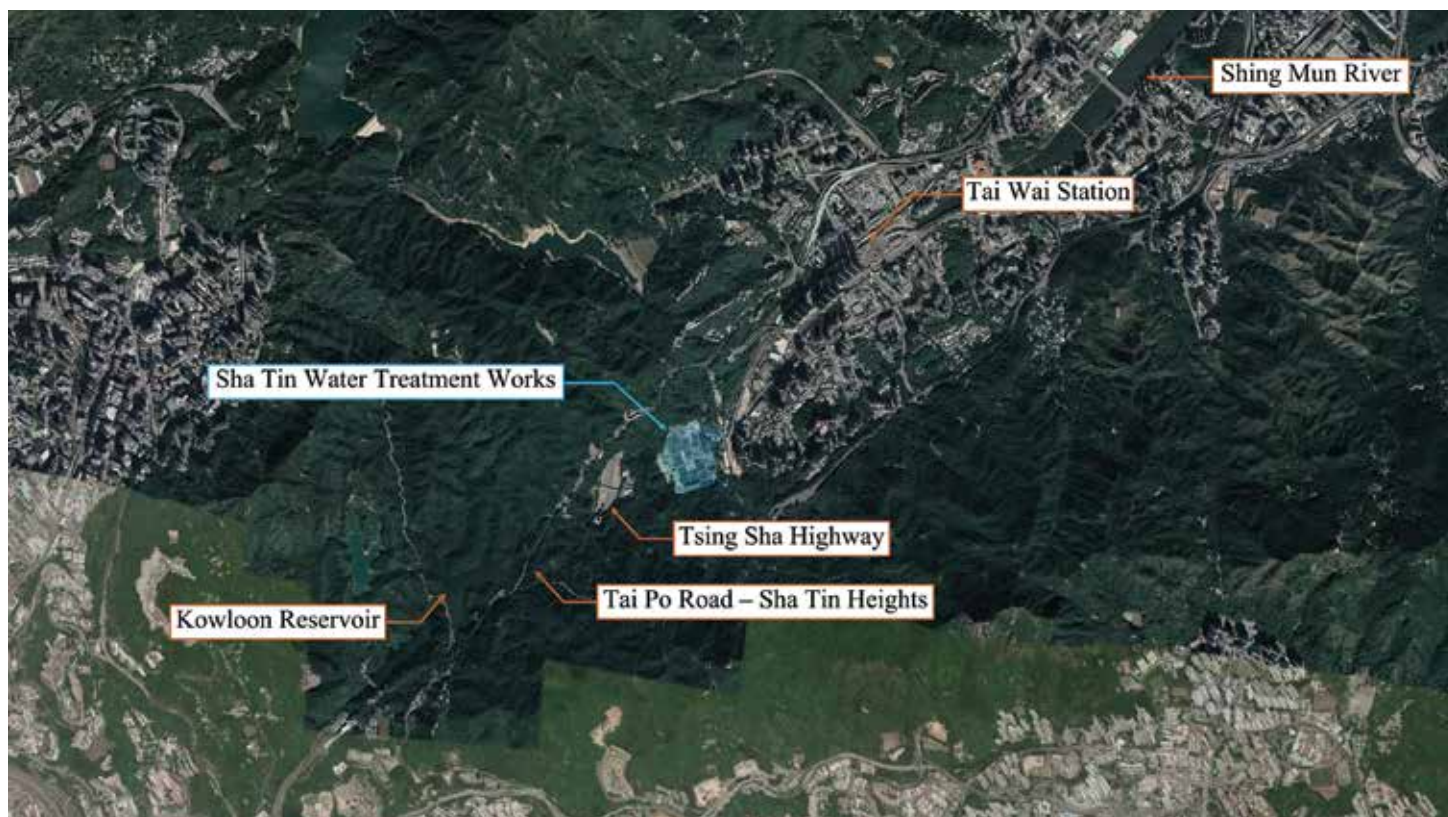 Shing Mun River
Tai Wai Station
Sha Tin Water Treatment Works
Tsing Sha Highway
Tai Po Road – Sha Tin Heights
Kowloon Reservoir